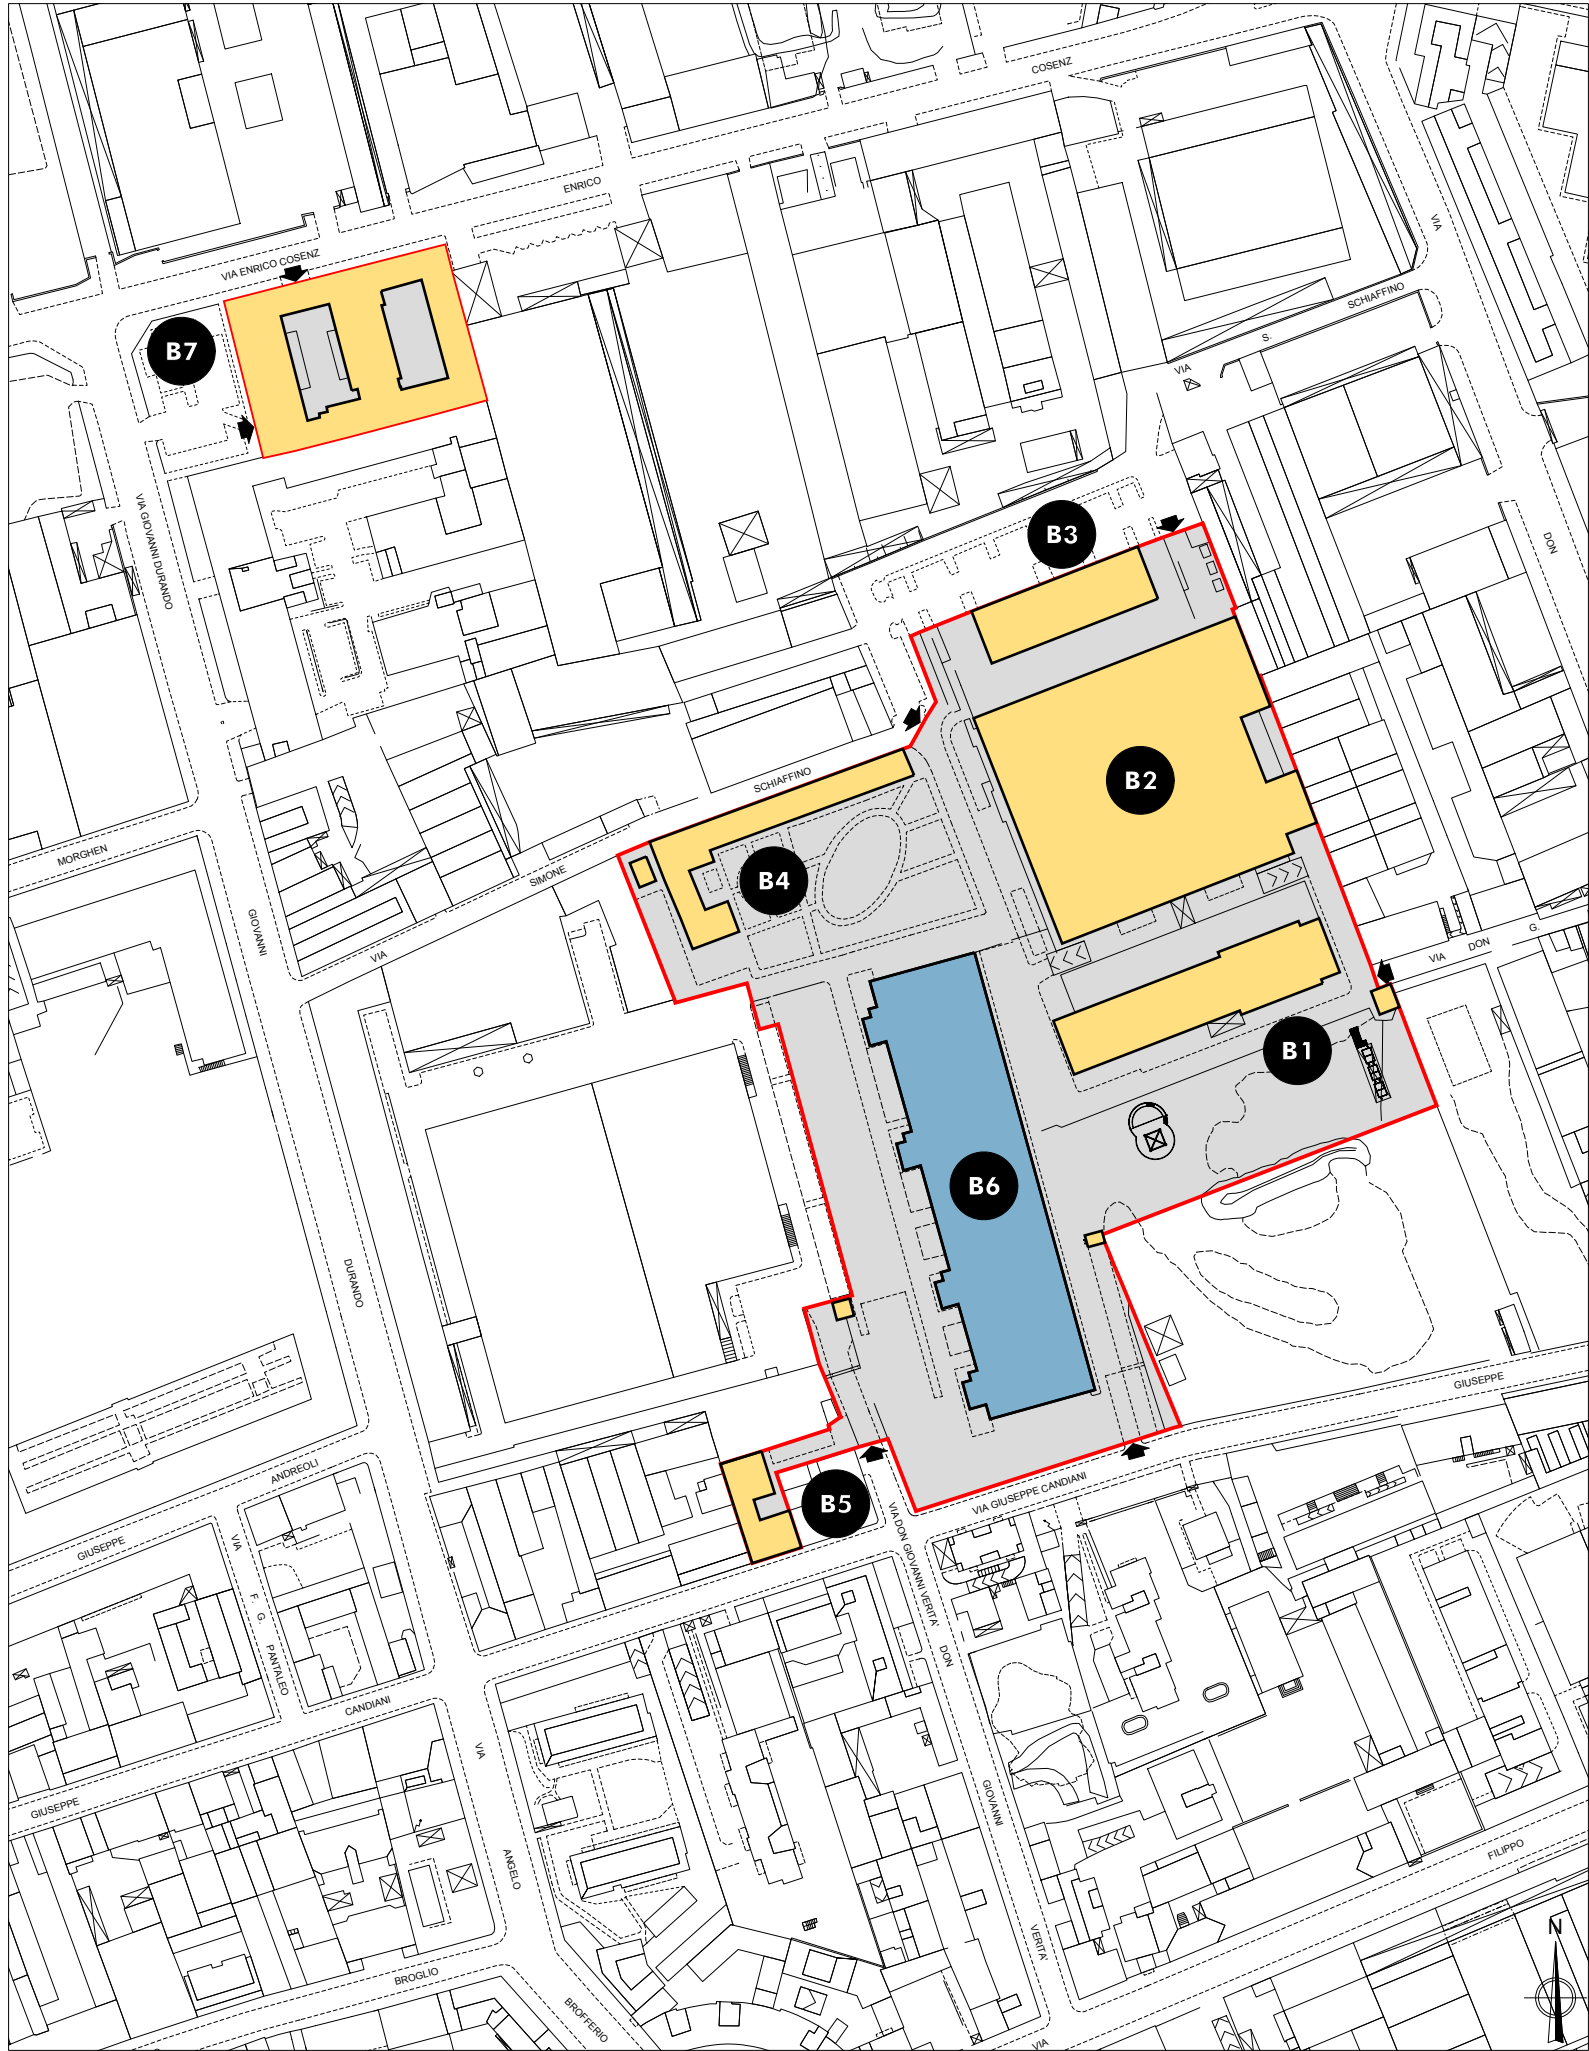 COSENZ
ENRICO
VIA
VIA ENRICO COSENZ
SCHIAFFINO
S.
VIA
B7
B3
DON
VIA GIOVANNI DURANDO
SCHIAFFINO
B2
MORGHEN
SIMONE
B4
GIOVANNI
VIA
G.
DON
VIA
B1
B6
DURANDO
GIUSEPPE
ANDREOLI
VIA GIUSEPPE CANDIANI
B5
GIUSEPPE
VIA
VIA DON GIOVANNI VERITA'
F.
G.
PANTALEO
DON
CANDIANI
VIA
GIUSEPPE
GIOVANNI
ANGELO
FILIPPO
VERITA'
N
BROGLIO
BROFFERIO
VIA